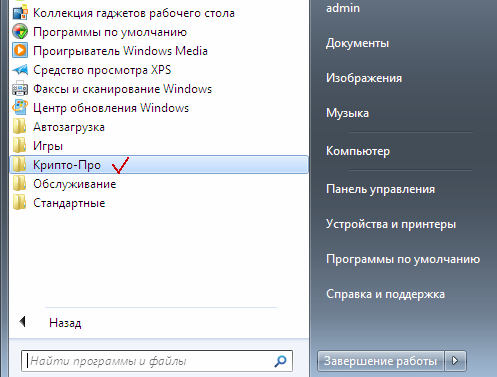 Коллекция гаджетов рабочего стола
Программы по умолчанию
Проигрыватель Windows Media
Средство просмотра XPS
Факсы и сканирование Windows
Центр обновления Windows
Автозагрузка
Игры
Крипто-Про
Обслуживание
Стандартные
Назад
Найти программы и файлы
admin
Документы
Изображения
Музыка
Компьютер
Панель управления
Устройства и принтеры
Программы по умолчанию
Справка и поддержка
Завершение работы